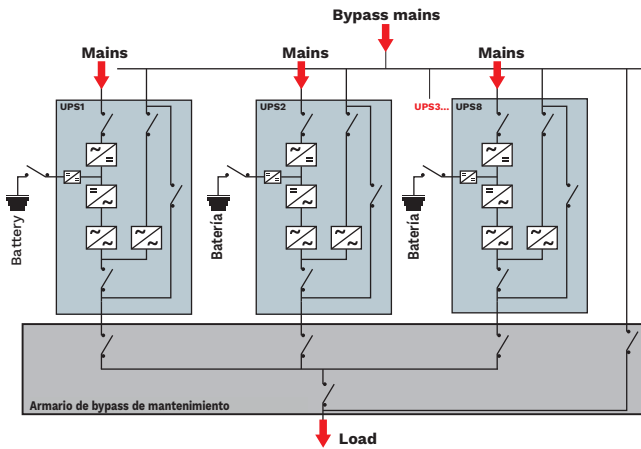 Bypass mains
Mains
Mains
Mains
UPS1
UPS2
UPS3...
UPS8
Battery
Batería
Batería
Armario de bypass de mantenimiento
Load